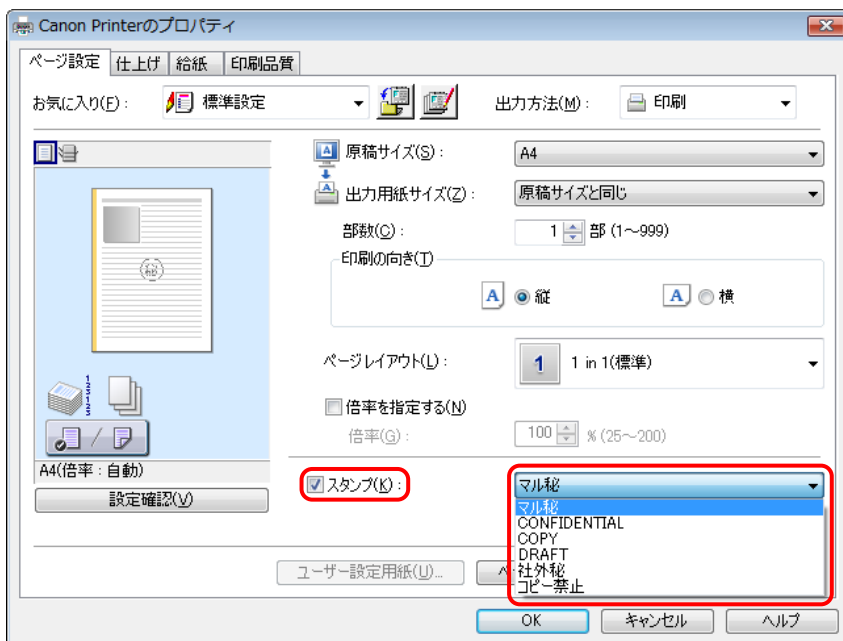 Canon Printerのプロパティ
ページ設定 仕上げ 給紙 印刷品質
お気に入り(F): 標準設定 出力方法(M): 印刷
原稿サイズ(S): A4
出力用紙サイズ(Z): 原稿サイズと同じ
部数(C): 1 部 (1～999)
印刷の向き(T)
A 縦 A 横
ページレイアウト(L): 1 1 in 1(標準)
倍率を指定する(N)
倍率(G): 100 % (25～200)
A4(倍率:自動)
設定確認(V)
スタンプ(K): マル秘
マル秘
CONFIDENTIAL
COPY
DRAFT
社外秘
コピー禁止
ユーザー設定用紙(U)...
OK キャンセル ヘルプ